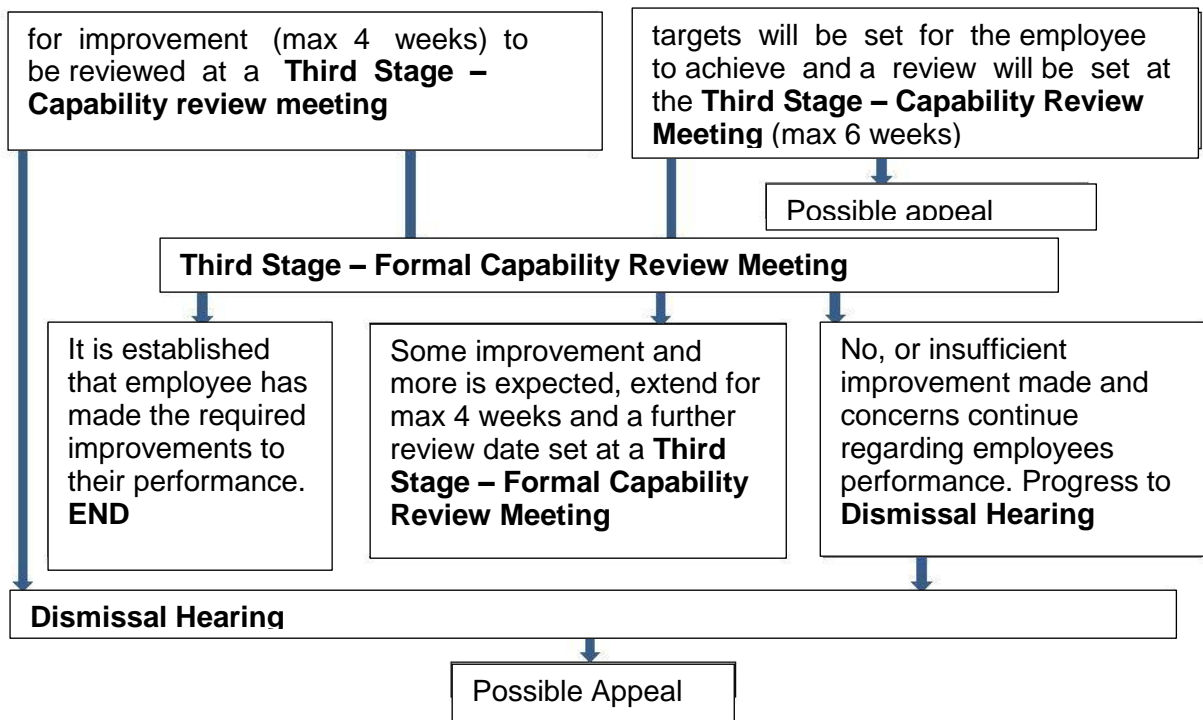 for improvement (max 4 weeks) to
be reviewed at a Third Stage –
Capability review meeting
targets will be set for the employee
to achieve and a review will be set at
the Third Stage – Capability Review
Meeting (max 6 weeks)
Possible appeal
Third Stage – Formal Capability Review Meeting
It is established
that employee has
made the required
improvements to
their performance.
END
Some improvement and
more is expected, extend for
max 4 weeks and a further
review date set at a Third
Stage – Formal Capability
Review Meeting
No, or insufficient
improvement made and
concerns continue
regarding employees
performance. Progress to
Dismissal Hearing
Dismissal Hearing
Possible Appeal